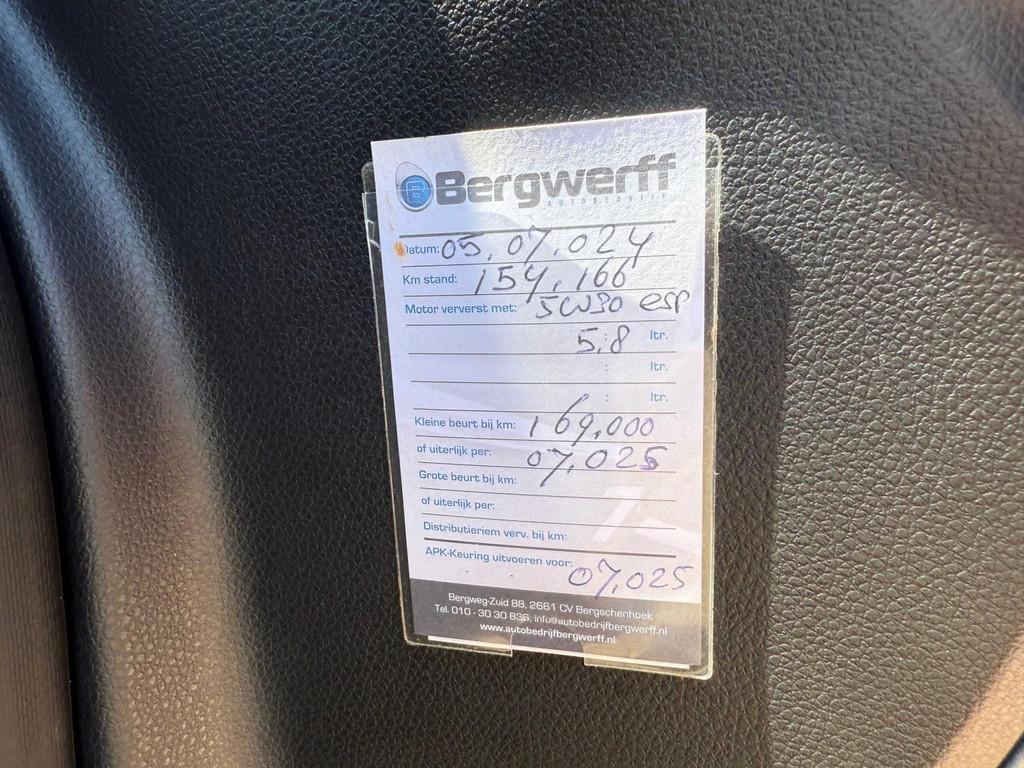 Bergwerff
AUTOBEDRIJF
Datum: 05,07,024
Km stand: 154,166
Motor ververst met: 5W30 esp
5,8 ltr.
: ltr.
: ltr.
Kleine beurt bij km: 169,000
of uiterlijk per: 07,025
Grote beurt bij km:
of uiterlijk per:
Distributieriem verv. bij km:
APK-Keuring uitvoeren voor: 07,025
Bergweg-Zuid 88, 2661 CV Bergschenhoek
Tel. 010 - 30 30 836, info@autobedrijfbergwerff.nl
www.autobedrijfbergwerff.nl